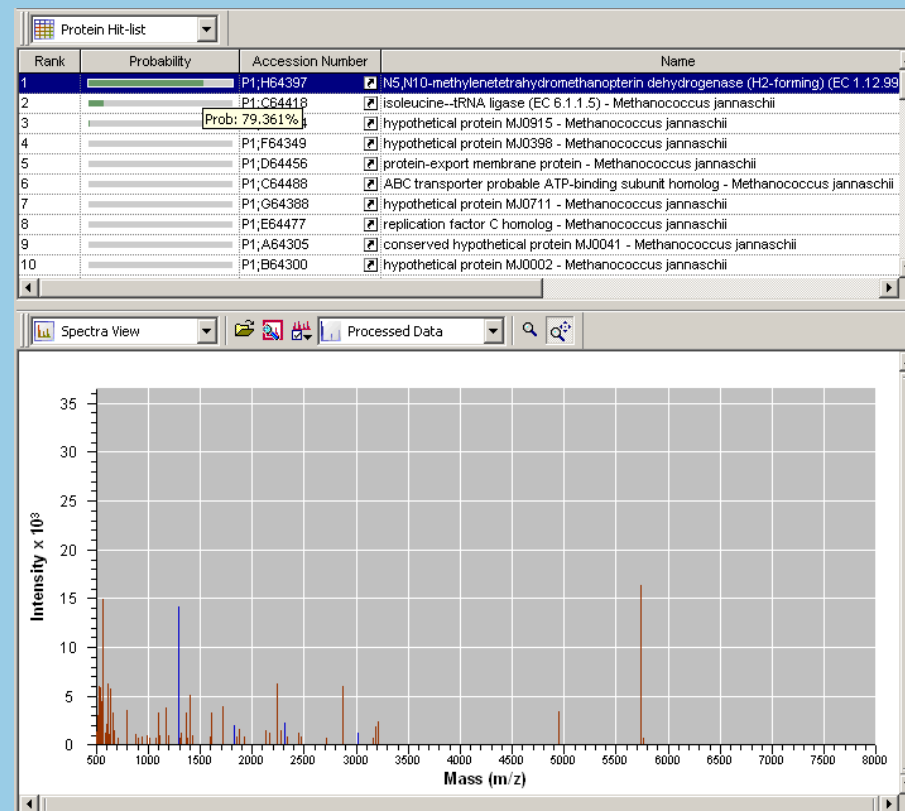 Protein Hit-list
Rank Probability Accession Number Name
1 P1;H64397 N5,N10-methylenetetrahydromethanopterin dehydrogenase (H2-forming) (EC 1.12.99
2 P1;C64418 isoleucine--tRNA ligase (EC 6.1.1.5) - Methanococcus jannaschii
Prob: 79.361%
3 4 hypothetical protein MJ0915 - Methanococcus jannaschii
4 P1;F64349 hypothetical protein MJ0398 - Methanococcus jannaschii
5 P1;D64456 protein-export membrane protein - Methanococcus jannaschii
6 P1;C64488 ABC transporter probable ATP-binding subunit homolog - Methanococcus jannaschii
7 P1;G64388 hypothetical protein MJ0711 - Methanococcus jannaschii
8 P1;E64477 replication factor C homolog - Methanococcus jannaschii
9 P1;A64305 conserved hypothetical protein MJ0041 - Methanococcus jannaschii
10 P1;B64300 hypothetical protein MJ0002 - Methanococcus jannaschii
Spectra View Processed Data
35
30
25
20
15
10
5
0
Intensity x 10³
500 1000 1500 2000 2500 3000 3500 4000 4500 5000 5500 6000 6500 7000 7500 8000
Mass (m/z)